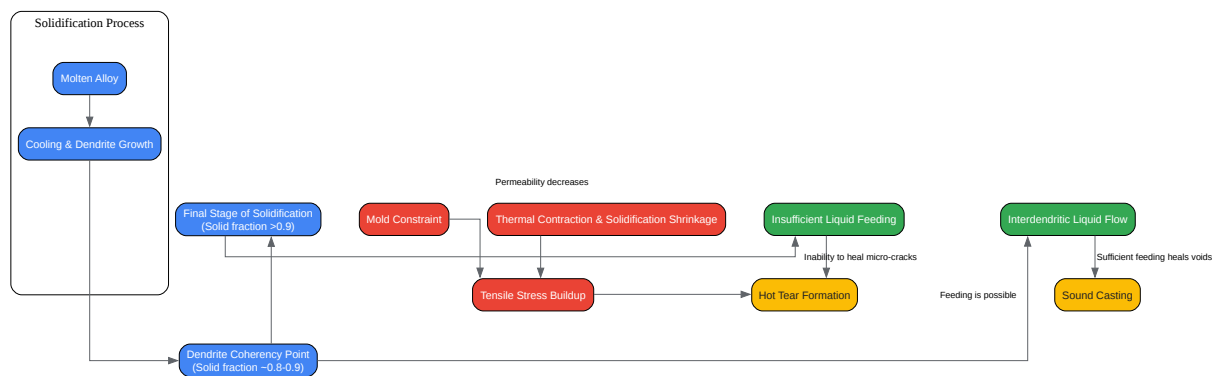 Solidification Process
Molten Alloy
Cooling & Dendrite Growth
Permeability decreases
Final Stage of Solidification
(Solid fraction >0.9)
Mold Constraint
Thermal Contraction & Solidification Shrinkage
Insufficient Liquid Feeding
Interdendritic Liquid Flow
Inability to heal micro-cracks
Sufficient feeding heals voids
Tensile Stress Buildup
Hot Tear Formation
Feeding is possible
Sound Casting
Dendrite Coherency Point
(Solid fraction ~0.8-0.9)